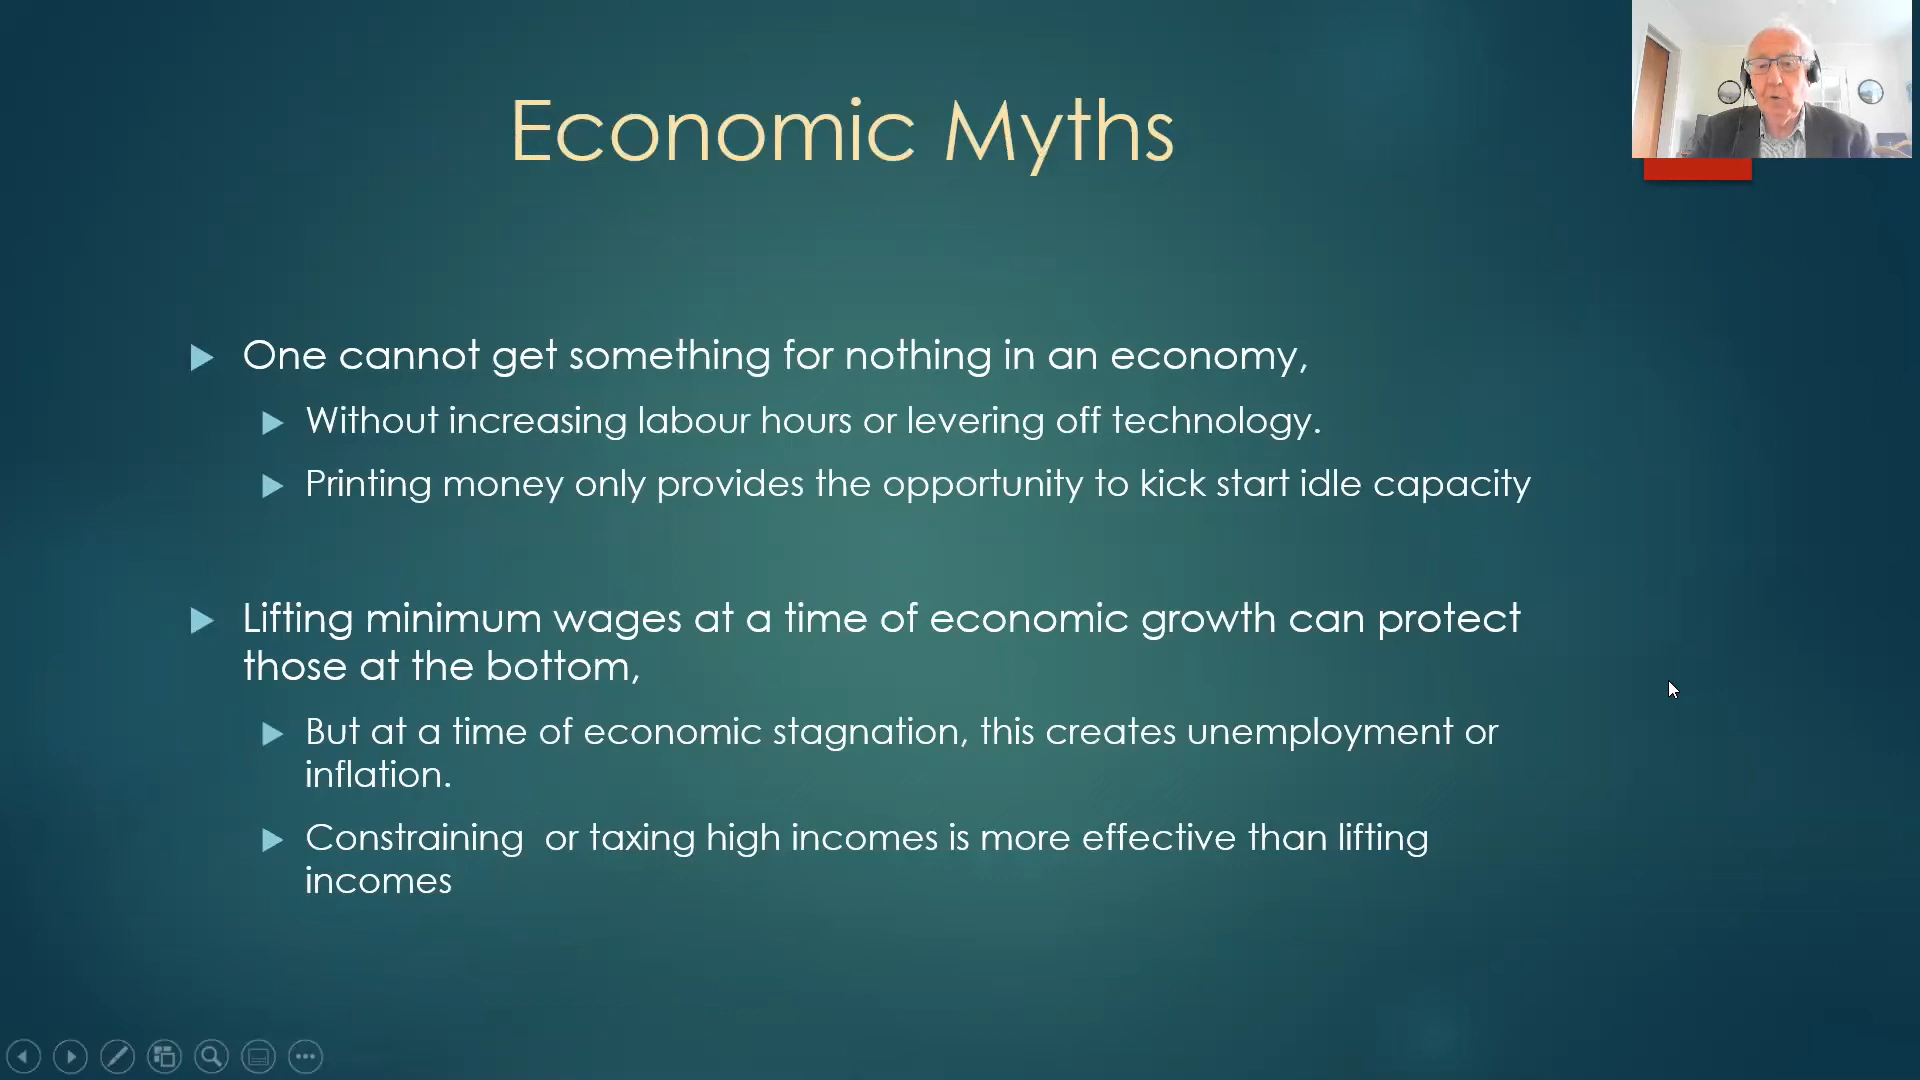 Economic Myths
One cannot get something for nothing in an economy,
Without increasing labour hours or levering off technology.
Printing money only provides the opportunity to kick start idle capacity
Lifting minimum wages at a time of economic growth can protect
those at the bottom,
But at a time of economic stagnation, this creates unemployment or
inflation.
Constraining  or taxing high incomes is more effective than lifting
incomes